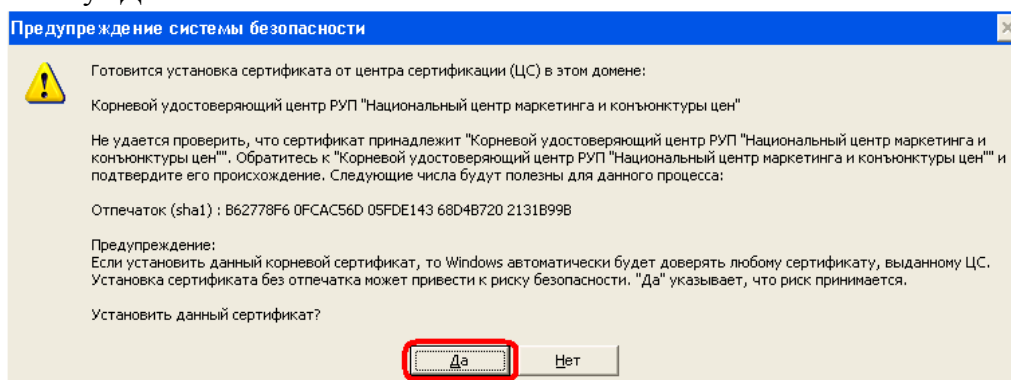 Предупреждение системы безопасности
Готовится установка сертификата от центра сертификации (ЦС) в этом домене:
Корневой удостоверяющий центр РУП "Национальный центр маркетинга и конъюнктуры цен"
Не удается проверить, что сертификат принадлежит "Корневой удостоверяющий центр РУП "Национальный центр маркетинга и
конъюнктуры цен"". Обратитесь к "Корневой удостоверяющий центр РУП "Национальный центр маркетинга и конъюнктуры цен"" и
подтвердите его происхождение. Следующие числа будут полезны для данного процесса:
Отпечаток (sha1) : B62778F6 0FCAC56D 05FDE143 68D4B720 2131B99B
Предупреждение:
Если установить данный корневой сертификат, то Windows автоматически будет доверять любому сертификату, выданному ЦС.
Установка сертификата без отпечатка может привести к риску безопасности. "Да" указывает, что риск принимается.
Установить данный сертификат?
Да Нет